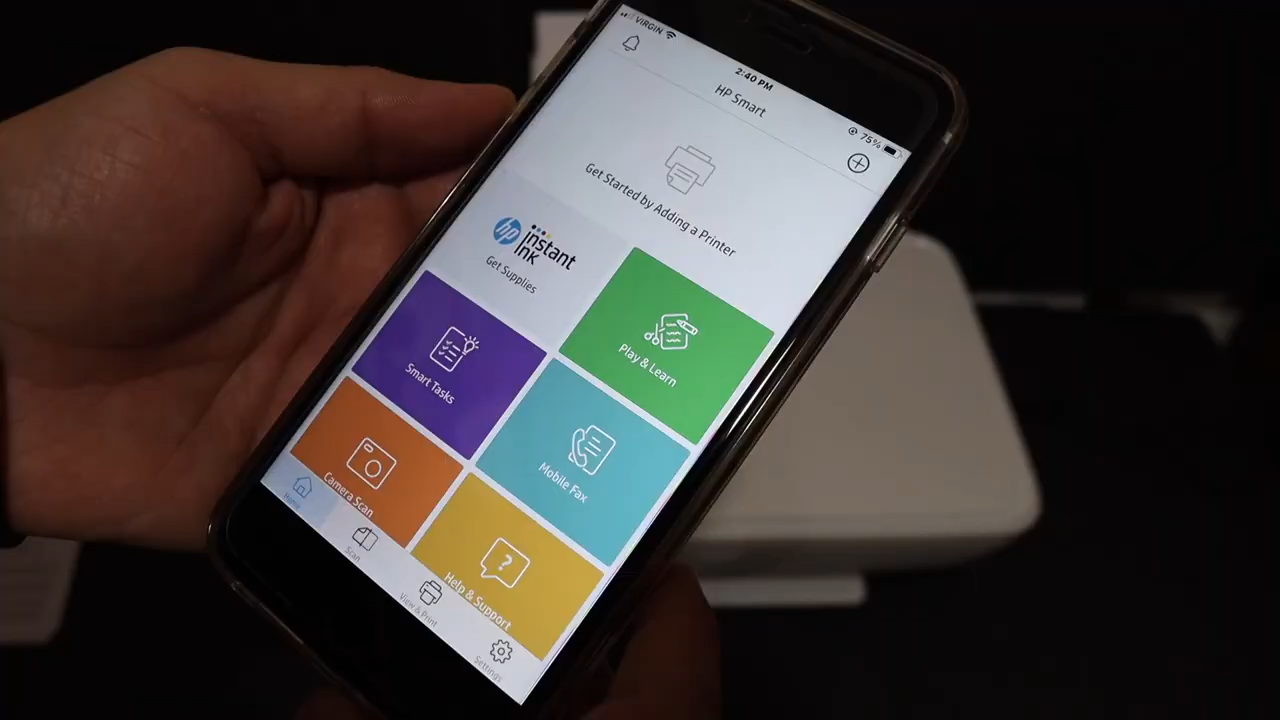 VIRGIN
2:40 PM
75%
HP Smart
Get Started by Adding a Printer
hp instant
ink
Get Supplies
Play & Learn
Smart Tasks
Mobile Fax
Camera Scan
?
Help & Support
Home
Scan
View & Print
Settings